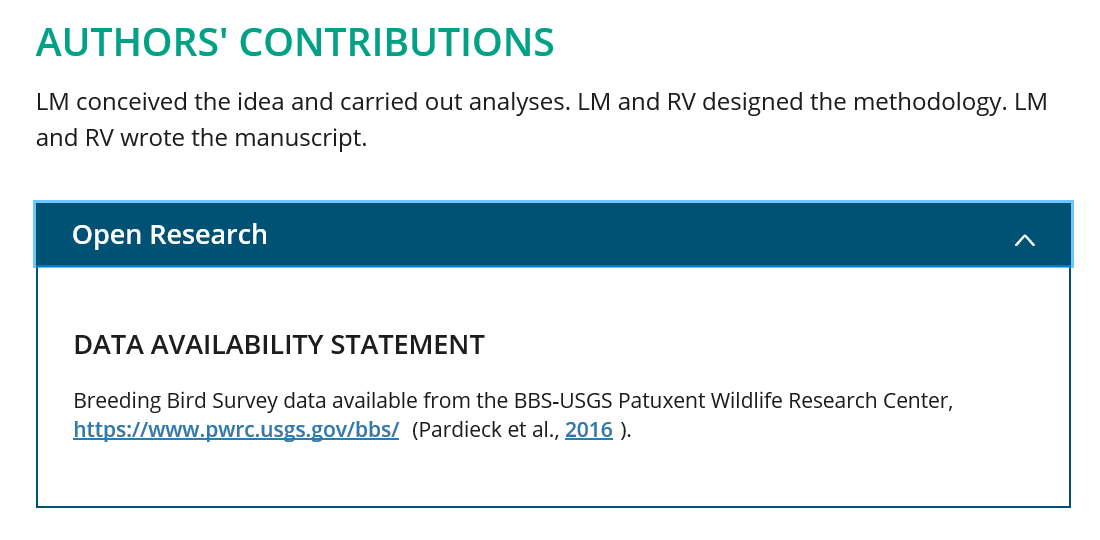 AUTHORS' CONTRIBUTIONS
LM conceived the idea and carried out analyses. LM and RV designed the methodology. LM
and RV wrote the manuscript.
Open Research
DATA AVAILABILITY STATEMENT
Breeding Bird Survey data available from the BBS-USGS Patuxent Wildlife Research Center,
https://www.pwrc.usgs.gov/bbs/ (Pardieck et al., 2016 ).